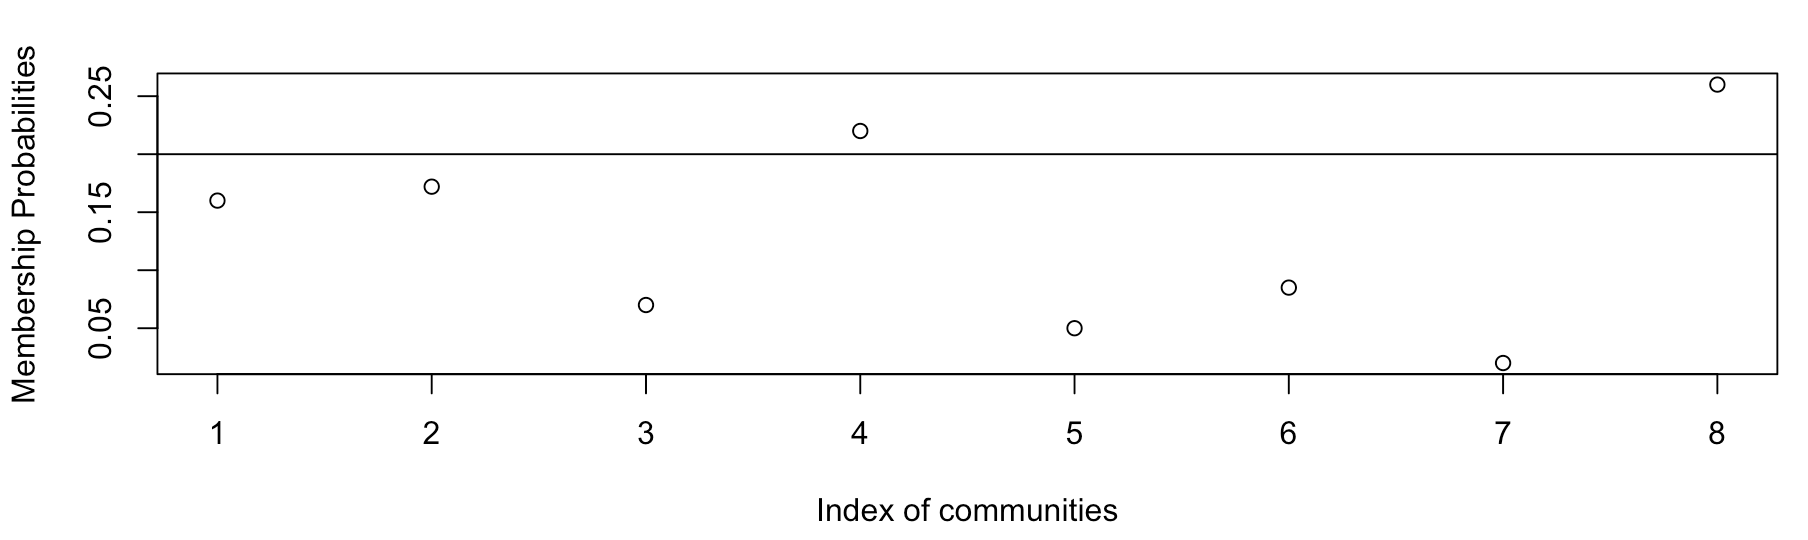 Membership Probabilities
0.25
0.15
0.05
1 2 3 4 5 6 7 8
Index of communities